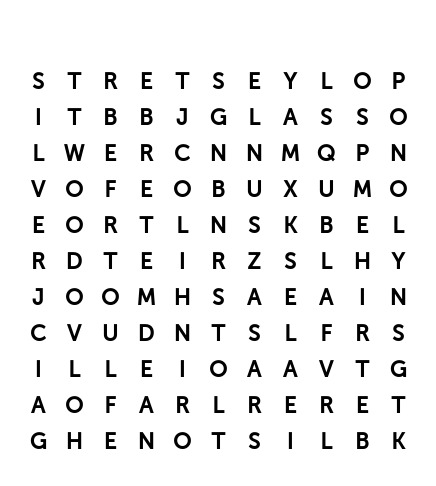 S T R E T S E Y L O P
I T B B J G L A S S O
L W E R C N N M Q P N
V O F E O B U X U M O
E O R T L N S K B E L
R D T E I R Z S L H Y
J O O M H S A E A I N
C V U D N T S L F R S
I L L E I O A A V T G
A O F A R L R E R E T
G H E N O T S I L B K